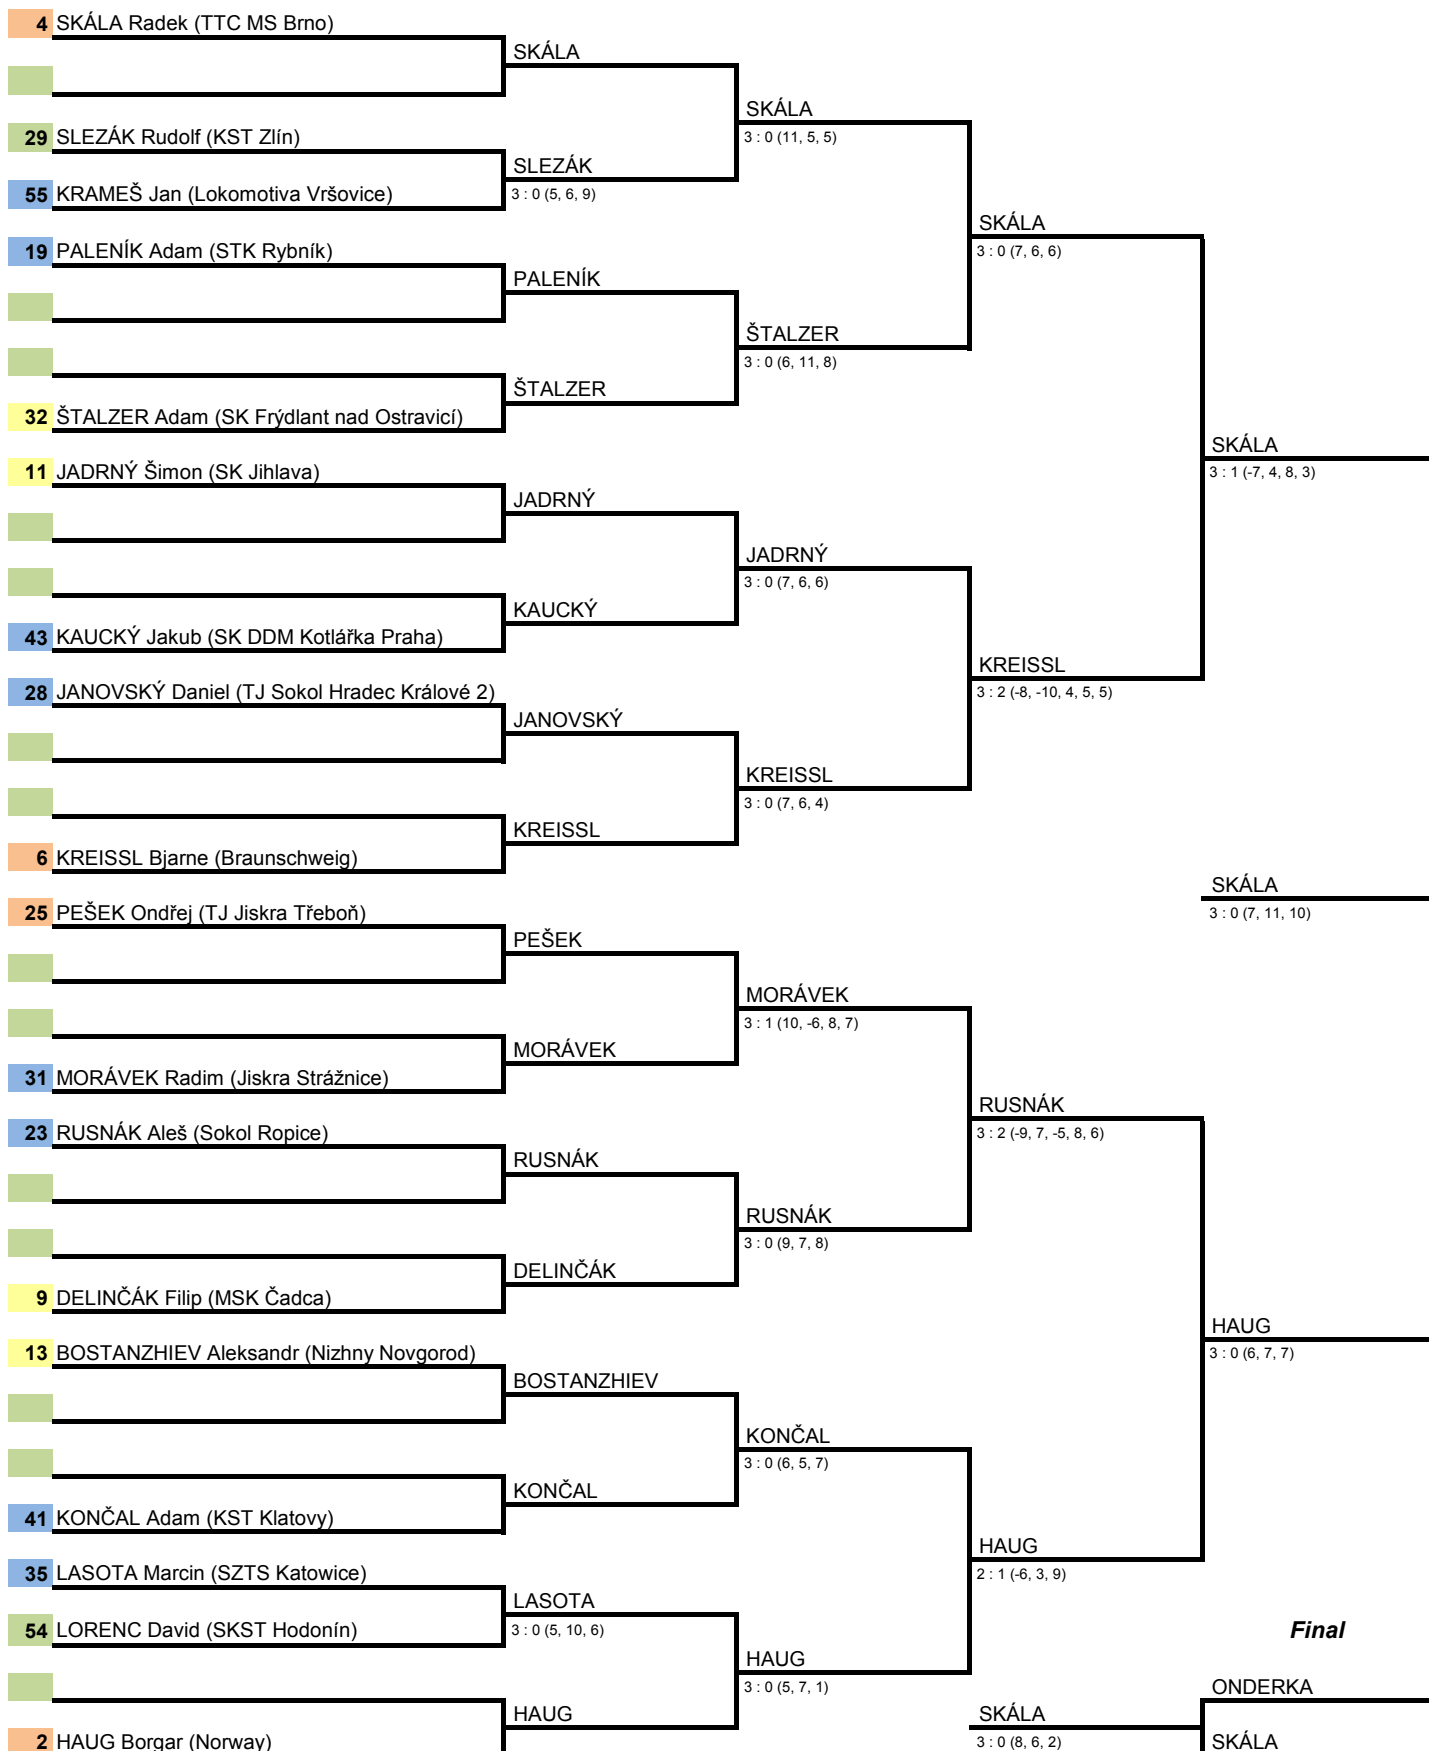 4 SKÁLA Radek (TTC MS Brno)
SKÁLA
SKÁLA
3 : 0 (11, 5, 5)
29 SLEZÁK Rudolf (KST Zlín)
SLEZÁK
3 : 0 (5, 6, 9)
55 KRAMEŠ Jan (Lokomotiva Vršovice)
SKÁLA
3 : 0 (7, 6, 6)
19 PALENÍK Adam (STK Rybník)
PALENÍK
ŠTALZER
3 : 0 (6, 11, 8)
ŠTALZER
32 ŠTALZER Adam (SK Frýdlant nad Ostravicí)
SKÁLA
3 : 1 (-7, 4, 8, 3)
11 JADRNÝ Šimon (SK Jihlava)
JADRNÝ
JADRNÝ
3 : 0 (7, 6, 6)
KAUCKÝ
43 KAUCKÝ Jakub (SK DDM Kotlářka Praha)
KREISSL
3 : 2 (-8, -10, 4, 5, 5)
28 JANOVSKÝ Daniel (TJ Sokol Hradec Králové 2)
JANOVSKÝ
KREISSL
3 : 0 (7, 6, 4)
KREISSL
6 KREISSL Bjarne (Braunschweig)
SKÁLA
3 : 0 (7, 11, 10)
25 PEŠEK Ondřej (TJ Jiskra Třeboň)
PEŠEK
MORÁVEK
3 : 1 (10, -6, 8, 7)
MORÁVEK
31 MORÁVEK Radim (Jiskra Strážnice)
RUSNÁK
3 : 2 (-9, 7, -5, 8, 6)
23 RUSNÁK Aleš (Sokol Ropice)
RUSNÁK
RUSNÁK
3 : 0 (9, 7, 8)
DELINČÁK
9 DELINČÁK Filip (MSK Čadca)
HAUG
3 : 0 (6, 7, 7)
13 BOSTANZHIEV Aleksandr (Nizhny Novgorod)
BOSTANZHIEV
KONČAL
3 : 0 (6, 5, 7)
KONČAL
41 KONČAL Adam (KST Klatovy)
HAUG
2 : 1 (-6, 3, 9)
35 LASOTA Marcin (SZTS Katowice)
LASOTA
3 : 0 (5, 10, 6)
54 LORENC David (SKST Hodonín)
Final
HAUG
3 : 0 (5, 7, 1)
ONDERKA
HAUG
SKÁLA
3 : 0 (8, 6, 2)
2 HAUG Borgar (Norway)
SKÁLA